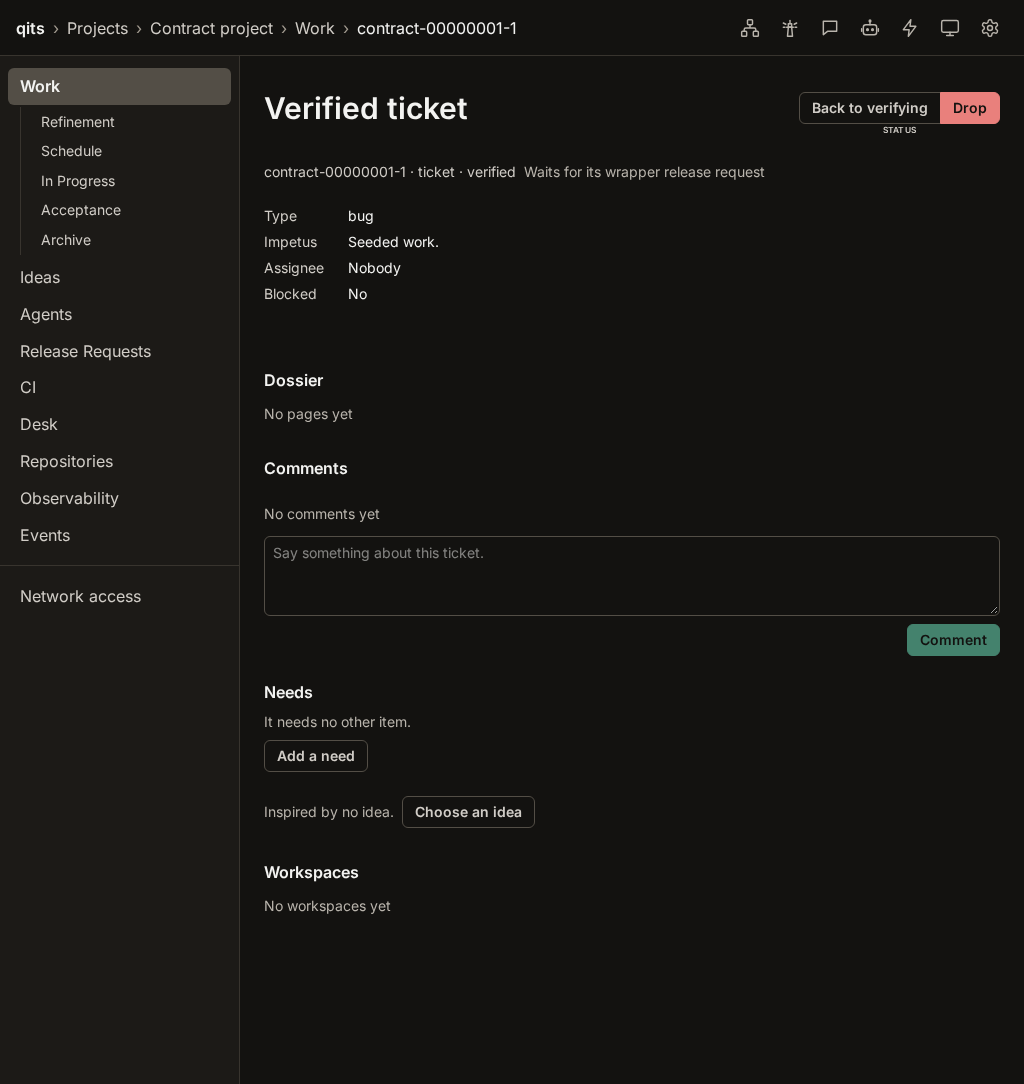 qits › Projects › Contract project › Work › contract-00000001-1
Work
Refinement
Schedule
In Progress
Acceptance
Archive
Ideas
Agents
Release Requests
CI
Desk
Repositories
Observability
Events
Network access
Verified ticket
Back to verifying Drop
STATUS
contract-00000001-1 · ticket · verified Waits for its wrapper release request
Type bug
Impetus Seeded work.
Assignee Nobody
Blocked No
Dossier
No pages yet
Comments
No comments yet
Say something about this ticket.
Comment
Needs
It needs no other item.
Add a need
Inspired by no idea. Choose an idea
Workspaces
No workspaces yet